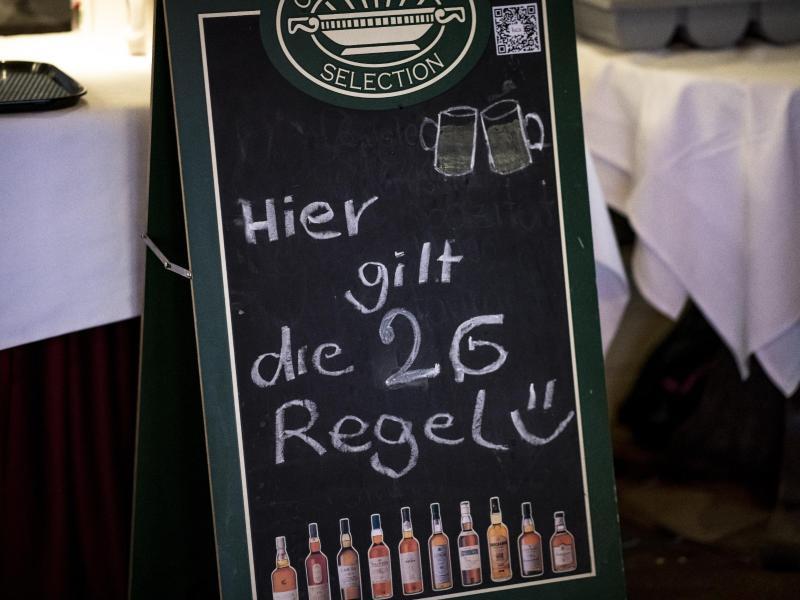 SELECTION
Hier
gilt
die 2G
Regel